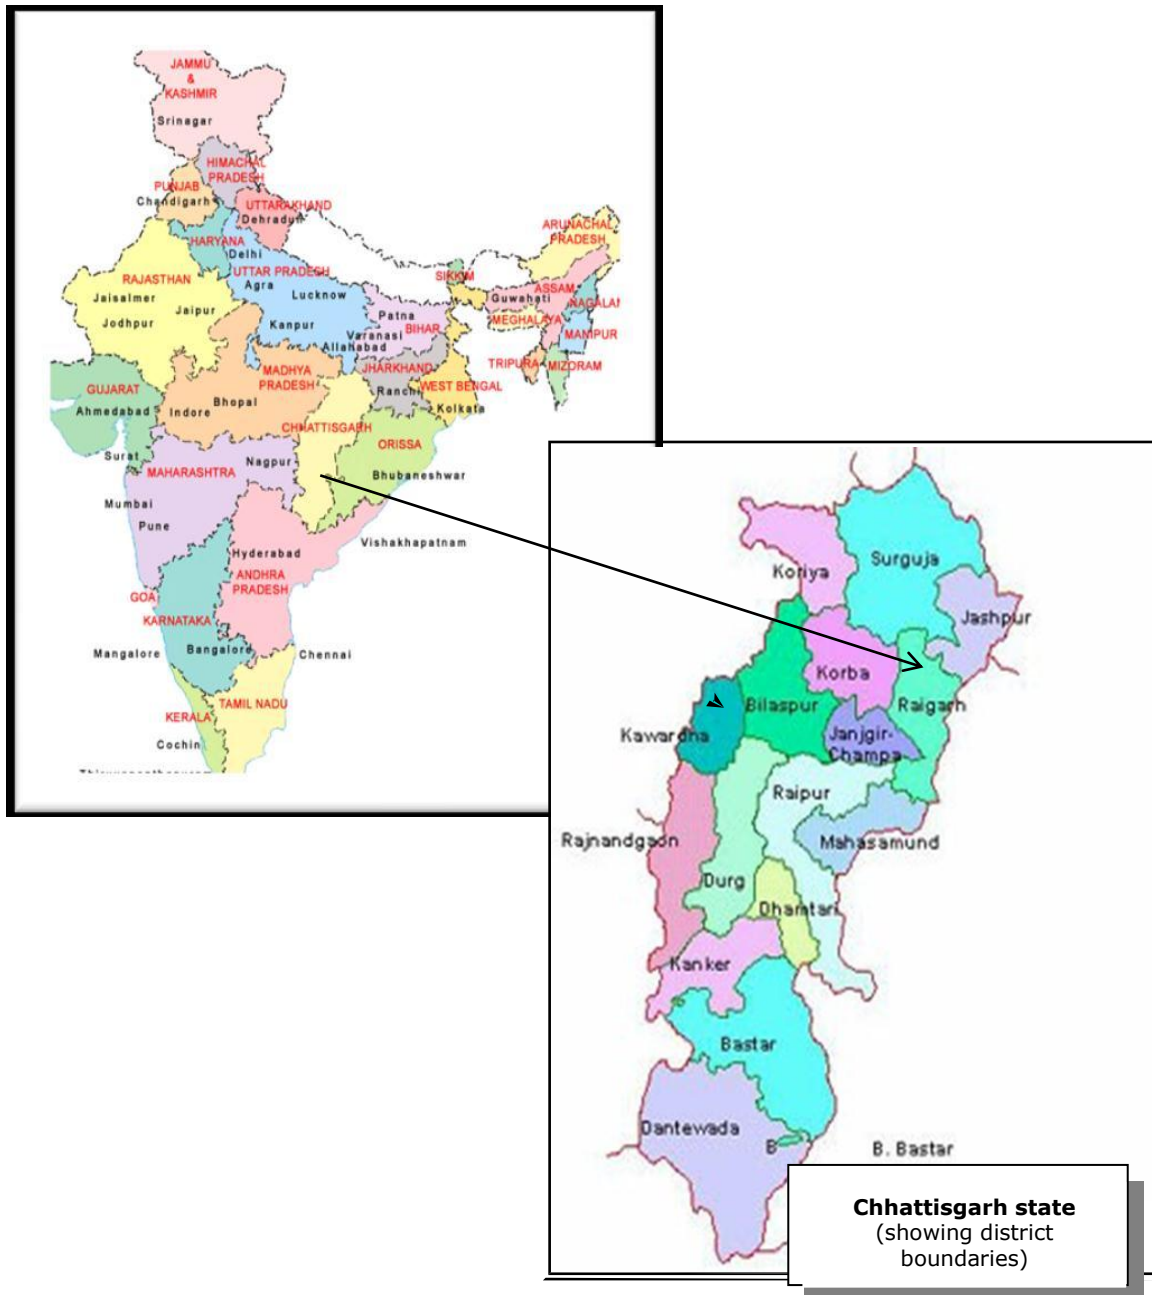 JAMMU
&
KASHMIR
Srinagar
HIMACHAL
PRADESH
PUNJAB
Chandigarh
UTTARAKHAND
Dehradun
HARYANA
Delhi
ARUNACHAL
PRADESH
RAJASTHAN
UTTAR PRADESH
Agra
Lucknow
SIKKIM
ASSAM
Guwahati
NAGALAN
Jaisalmer
Jaipur
Jodhpur
Kanpur
Patna
BIHAR
Varanasi
Allahabad
MEGHALAYA
MANIPUR
TRIPURA
MIZORAM
GUJARAT
Ahmedabad
MADHYA
PRADESH
JHARKHAND
Ranchi
WEST BENGAL
Kolkata
Indore
Bhopal
CHHATTISGARH
ORISSA
Surat
MAHARASHTRA
Nagpur
Bhubaneshwar
Mumbai
Pune
Hyderabad
Vishakhapatnam
ANDHRA
PRADESH
GOA
KARNATAKA
Mangalore
Bangalore
Chennai
KERALA
TAMIL NADU
Cochin
Koriya
Surguja
Jashpur
Korba
Bilaspur
Raigarh
Kawardha
Janjgir-
Champa
Raipur
Rajnandgaon
Mahasamund
Durg
Dhamtari
Kanker
Bastar
Dantewada
B
B. Bastar
Chhattisgarh state
(showing district
boundaries)